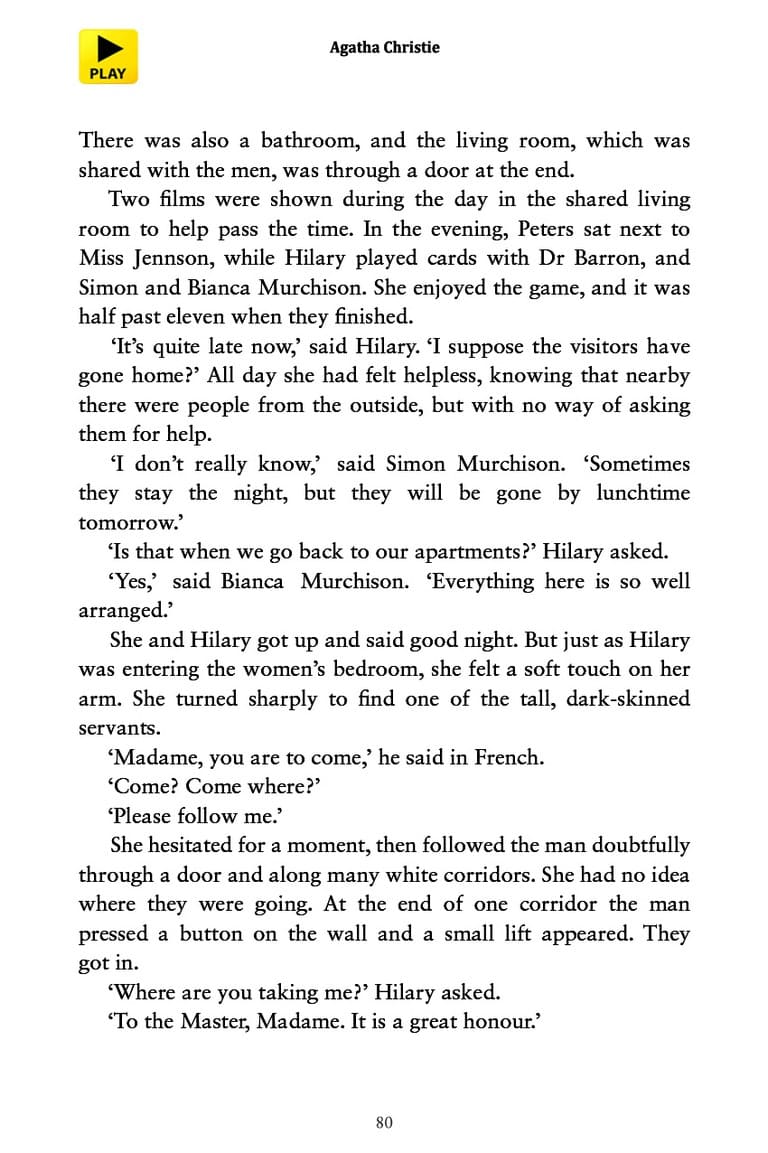 PLAY
Agatha Christie
There was also a bathroom, and the living room, which was
shared with the men, was through a door at the end.
Two films were shown during the day in the shared living
room to help pass the time. In the evening, Peters sat next to
Miss Jennson, while Hilary played cards with Dr Barron, and
Simon and Bianca Murchison. She enjoyed the game, and it was
half past eleven when they finished.
‘It’s quite late now,’ said Hilary. ‘I suppose the visitors have
gone home?’ All day she had felt helpless, knowing that nearby
there were people from the outside, but with no way of asking
them for help.
‘I don’t really know,’ said Simon Murchison. ‘Sometimes
they stay the night, but they will be gone by lunchtime
tomorrow.’
‘Is that when we go back to our apartments?’ Hilary asked.
‘Yes,’ said Bianca Murchison. ‘Everything here is so well
arranged.’
She and Hilary got up and said good night. But just as Hilary
was entering the women’s bedroom, she felt a soft touch on her
arm. She turned sharply to find one of the tall, dark-skinned
servants.
‘Madame, you are to come,’ he said in French.
‘Come? Come where?’
‘Please follow me.’
She hesitated for a moment, then followed the man doubtfully
through a door and along many white corridors. She had no idea
where they were going. At the end of one corridor the man
pressed a button on the wall and a small lift appeared. They
got in.
‘Where are you taking me?’ Hilary asked.
‘To the Master, Madame. It is a great honour.’
80